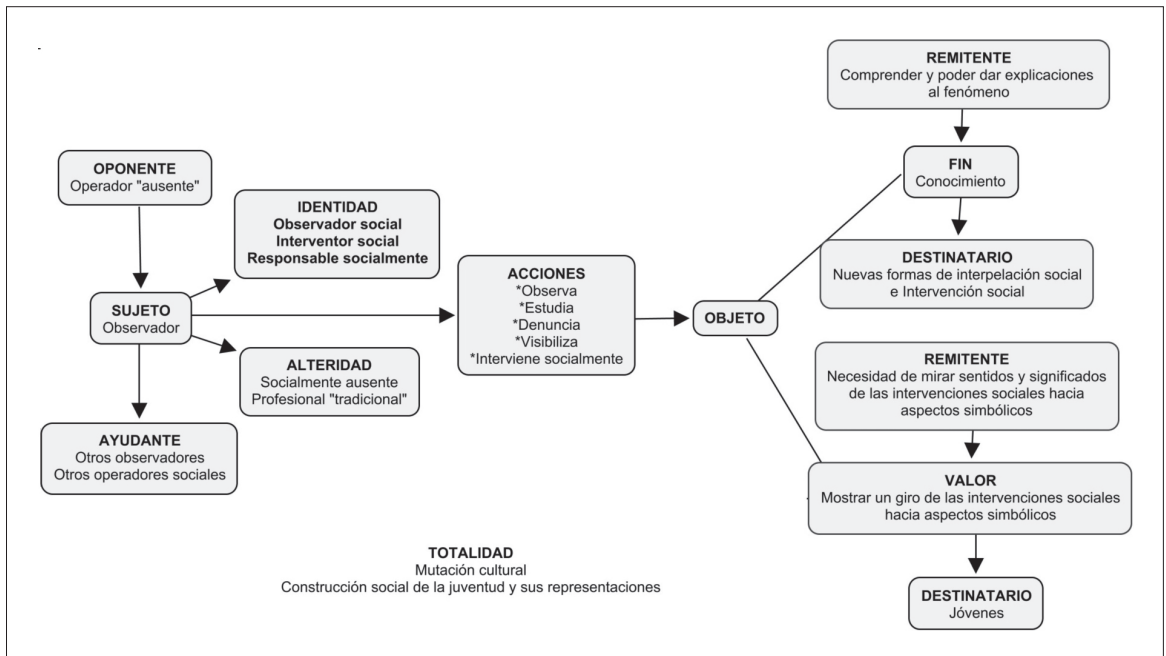 OPONENTE
Operador "ausente"
IDENTIDAD
Observador social
Interventor social
Responsable socialmente
SUJETO
Observador
ALTERIDAD
Socialmente ausente
Profesional "tradicional"
AYUDANTE
Otros observadores
Otros operadores sociales
ACCIONES
*Observa
*Estudia
*Denuncia
*Visibiliza
*Interviene socialmente
OBJETO
REMITENTE
Comprender y poder dar explicaciones
al fenómeno
FIN
Conocimiento
DESTINATARIO
Nuevas formas de interpelación social
e Intervención social
REMITENTE
Necesidad de mirar sentidos y significados
de las intervenciones sociales hacia
aspectos simbólicos
VALOR
Mostrar un giro de las intervenciones sociales
hacia aspectos simbólicos
DESTINATARIO
Jóvenes
TOTALIDAD
Mutación cultural
Construcción social de la juventud y sus representaciones